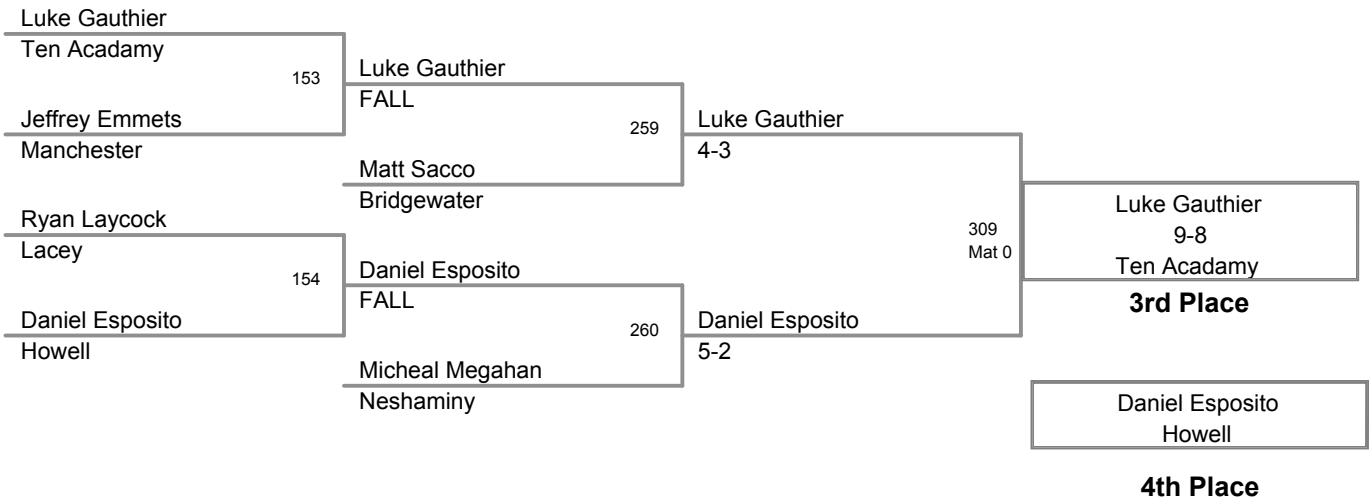 Luke Gauthier
Ten Acadamy
153
Jeffrey Emmets
Manchester
Ryan Laycock
Lacey
154
Daniel Esposito
Howell
Luke Gauthier
FALL
259
Matt Sacco
Bridgewater
Daniel Esposito
FALL
260
Micheal Megahan
Neshaminy
Luke Gauthier
4-3
309
Mat 0
Daniel Esposito
5-2
Luke Gauthier
9-8
Ten Acadamy
3rd Place
Daniel Esposito
Howell
4th Place